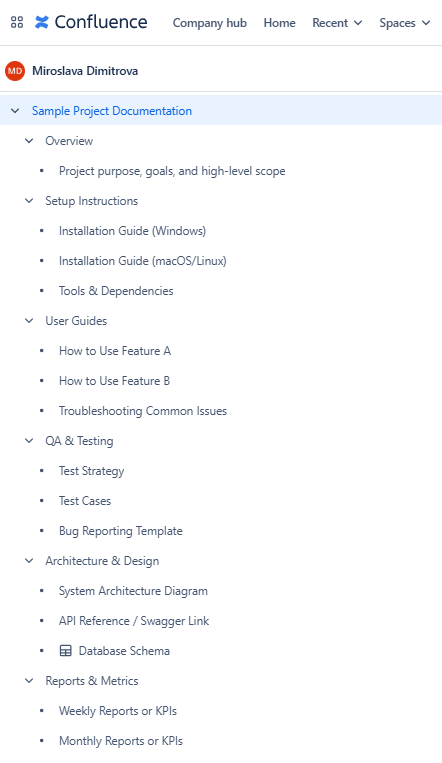 Confluence Company hub Home Recent Spaces
MD Miroslava Dimitrova
Sample Project Documentation
Overview
Project purpose, goals, and high-level scope
Setup Instructions
Installation Guide (Windows)
Installation Guide (macOS/Linux)
Tools & Dependencies
User Guides
How to Use Feature A
How to Use Feature B
Troubleshooting Common Issues
QA & Testing
Test Strategy
Test Cases
Bug Reporting Template
Architecture & Design
System Architecture Diagram
API Reference / Swagger Link
Database Schema
Reports & Metrics
Weekly Reports or KPIs
Monthly Reports or KPIs